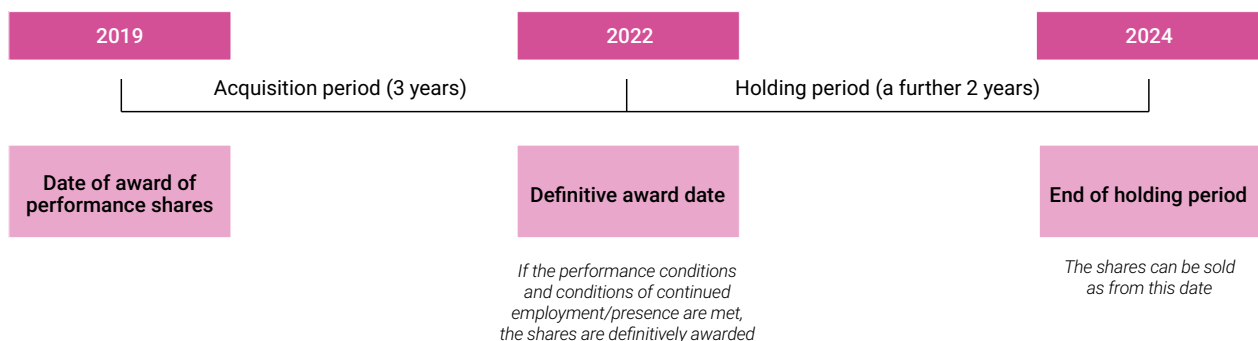 2019
2022
2024
Acquisition period (3 years)
Holding period (a further 2 years)
Date of award of
performance shares
Definitive award date
End of holding period
If the performance conditions
and conditions of continued
employment/presence are met,
the shares are definitively awarded
The shares can be sold
as from this date